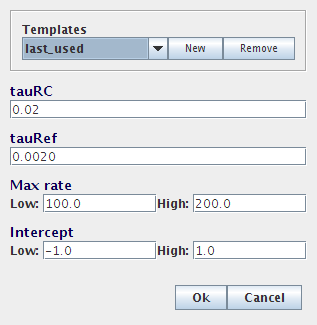 Templates
last_used New Remove
tauRC
0.02
tauRef
0.0020
Max rate
Low: 100.0 High: 200.0
Intercept
Low: -1.0 High: 1.0
Ok Cancel